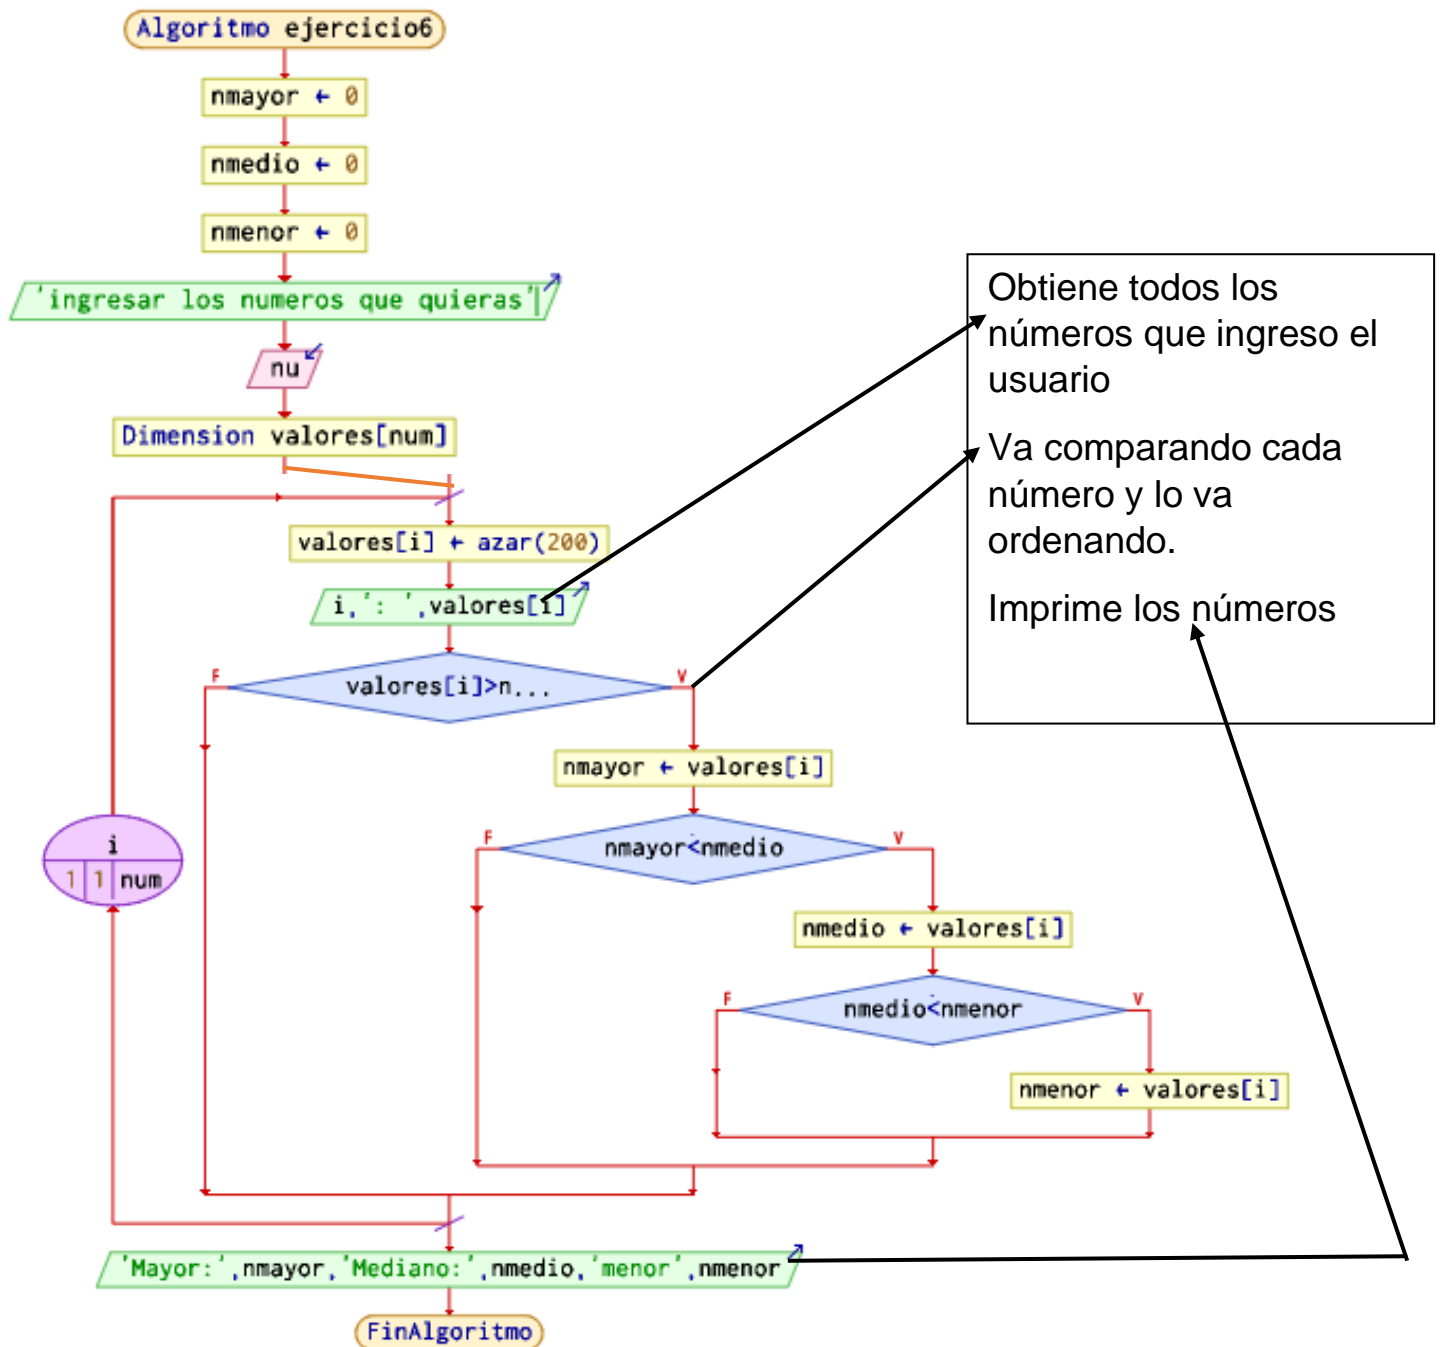 Algoritmo ejercicio6
nmayor ← 0
nmedio ← 0
nmenor ← 0
'ingresar los numeros que quieras'
nu
Dimension valores[num]
valores[i] ← azar(200)
i,': ',valores[i]
F
valores[i]>n...
V
nmayor ← valores[i]
F
nmayor<nmedio
V
i
1 1 num
nmedio ← valores[i]
F
nmedio<nmenor
V
nmenor ← valores[i]
'Mayor:',nmayor,'Mediano:',nmedio,'menor',nmenor
FinAlgoritmo
Obtiene todos los
números que ingreso el
usuario
Va comparando cada
número y lo va
ordenando.
Imprime los números